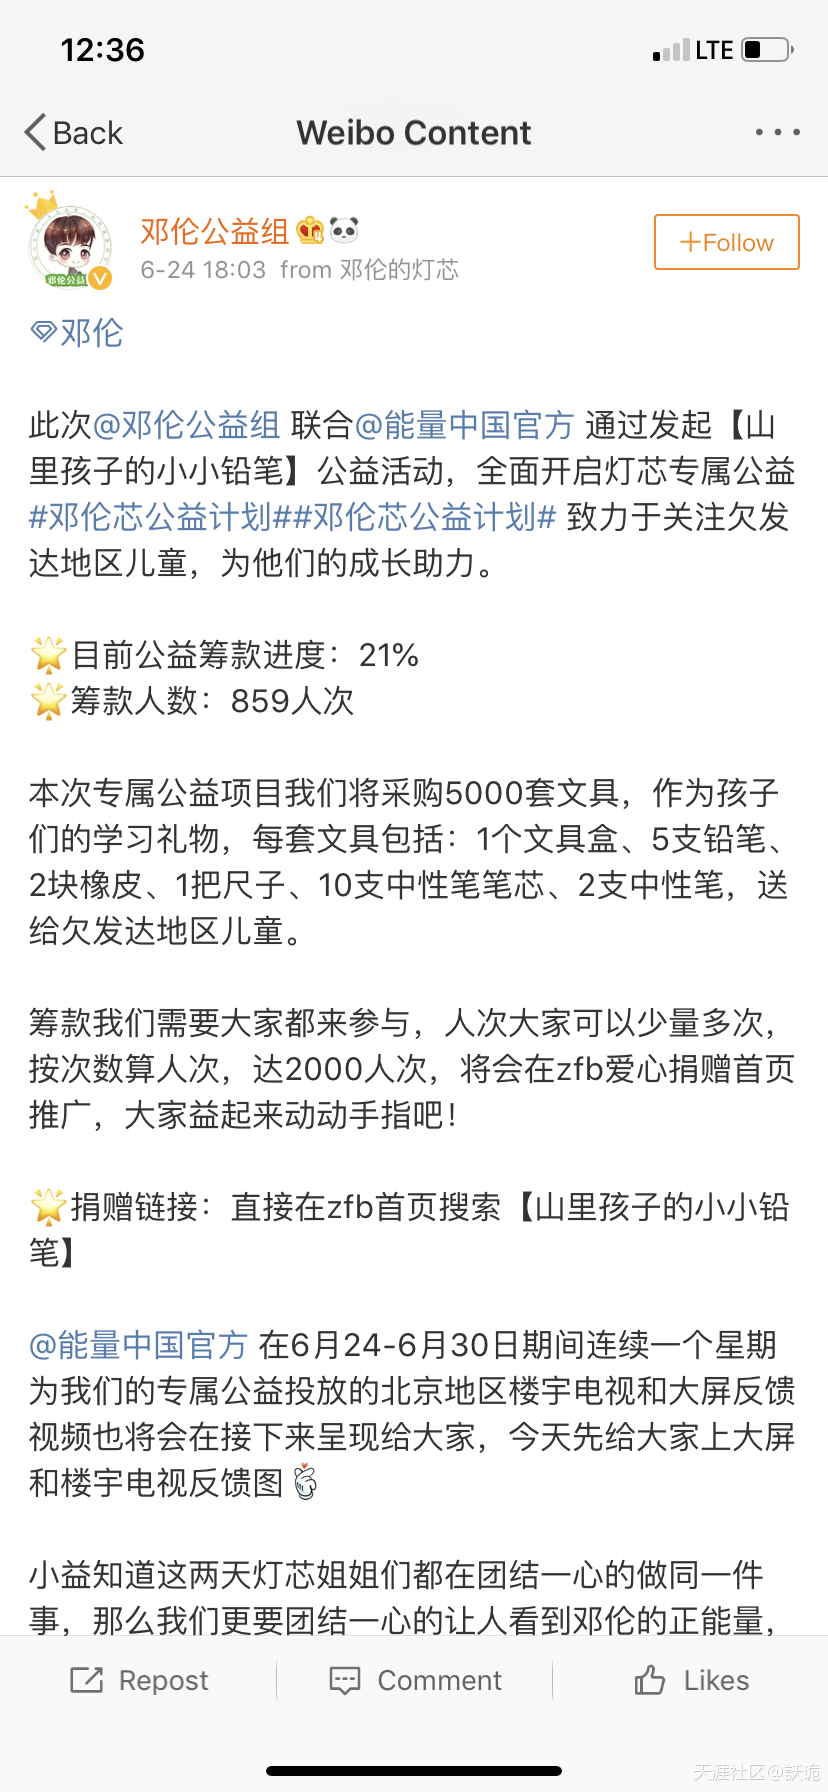 12:36
LTE
Back
Weibo Content
邓伦公益组
6-24 18:03 from 邓伦的灯芯
+Follow
邓伦公益
邓伦
此次@邓伦公益组 联合@能量中国官方 通过发起【山
里孩子的小小铅笔】公益活动，全面开启灯芯专属公益
#邓伦芯公益计划##邓伦芯公益计划# 致力于关注欠发
达地区儿童，为他们的成长助力。
🌟目前公益筹款进度：21%
🌟筹款人数：859人次
本次专属公益项目我们将采购5000套文具，作为孩子
们的学习礼物，每套文具包括：1个文具盒、5支铅笔、
2块橡皮、1把尺子、10支中性笔笔芯、2支中性笔，送
给欠发达地区儿童。
筹款我们需要大家都来参与，人次大家可以少量多次，
按次数算人次，达2000人次，将会在zfb爱心捐赠首页
推广，大家益起来动动手指吧！
🌟捐赠链接：直接在zfb首页搜索【山里孩子的小小铅
笔】
@能量中国官方 在6月24-6月30日期间连续一个星期
为我们的专属公益投放的北京地区楼宇电视和大屏反馈
视频也将会在接下来呈现给大家，今天先给大家上大屏
和楼宇电视反馈图
小益知道这两天灯芯姐姐们都在团结一心的做同一件
事，那么我们更要团结一心的让人看到邓伦的正能量，
Repost
Comment
Likes
天涯社区@訞诡